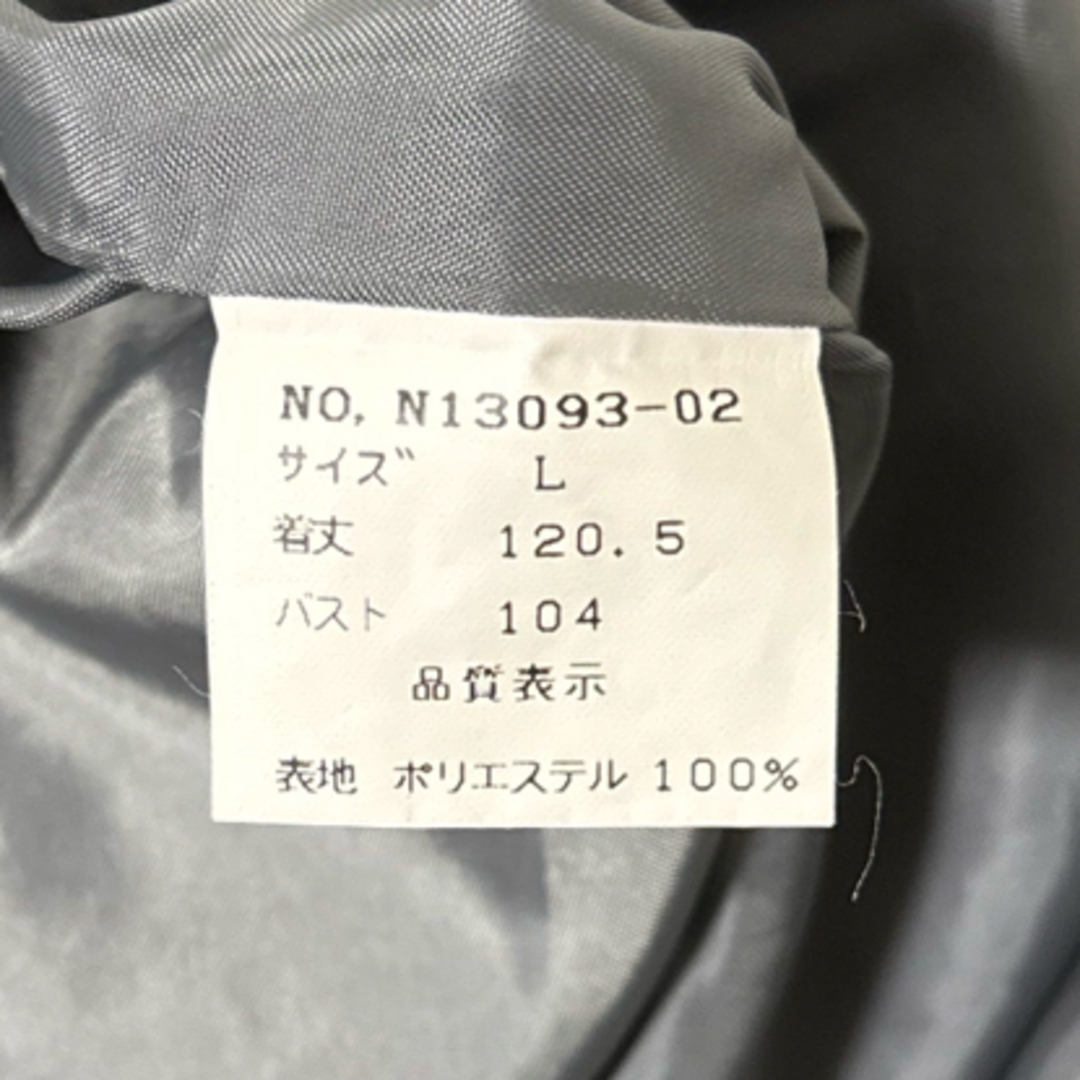 NO. N13093-02
サイズ L
着丈 120.5
バスト 104
品質表示
表地 ポリエステル 100%